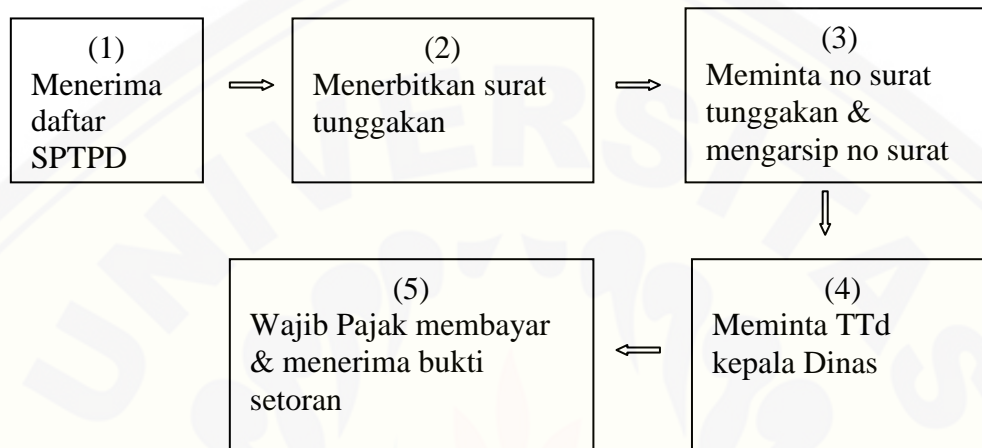 (1)
Menerima
daftar
SPTPD
(2)
Menerbitkan surat
tunggakan
(3)
Meminta no surat
tunggakan &
mengarsip no surat
(4)
Meminta TTd
kepala Dinas
(5)
Wajib Pajak membayar
& menerima bukti
setoran
UNIVERSITAS